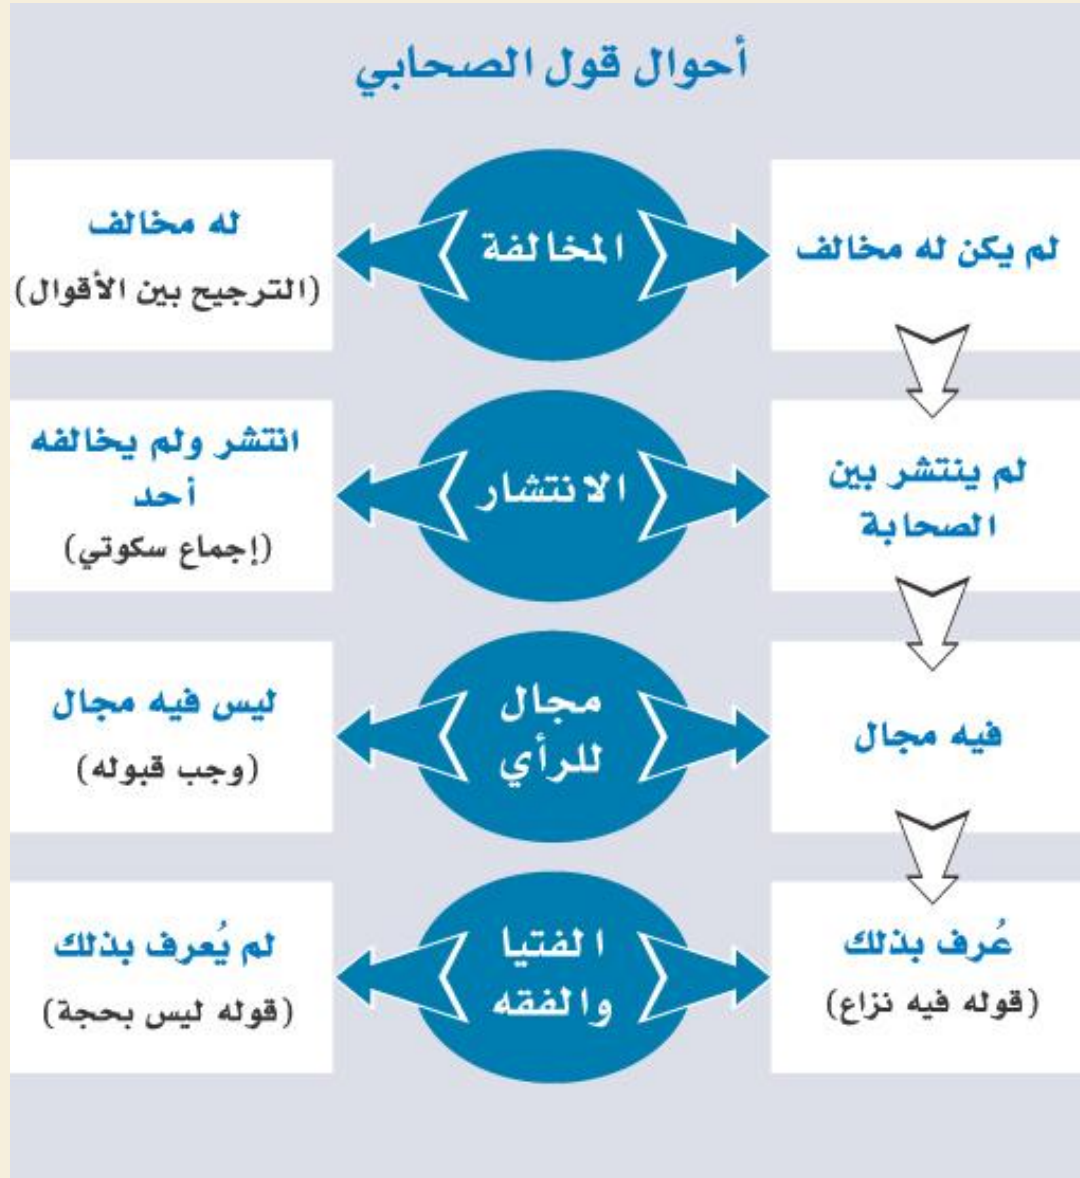 أحوال قول الصحابي
لم يكن له مخالف
المخالفة
له مخالف
(الترجيح بين الأقوال)
لم ينتشر بين
الصحابة
الانتشار
انتشر ولم يخالفه
أحد
(إجماع سكوتي)
فيه مجال
مجال
للرأي
ليس فيه مجال
(وجب قبوله)
عُرف بذلك
(قوله فيه نزاع)
الفتيا
والفقه
لم يُعرف بذلك
(قوله ليس بحجة)